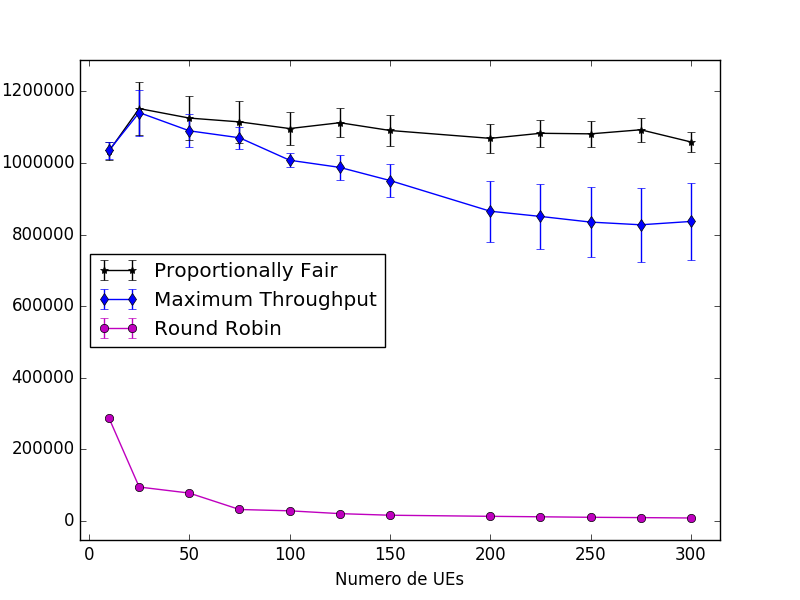 1200000
1000000
800000
600000
400000
200000
0
Proportionally Fair
Maximum Throughput
Round Robin
0 50 100 150 200 250 300
Numero de UEs